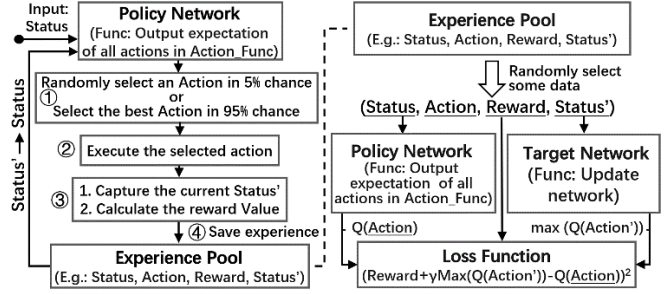 Input:
Status
Policy Network
(Func: Output expectation
of all actions in Action_Func)
Randomly select an Action in 5% chance
① or
Select the best Action in 95% chance
② Execute the selected action
③ 1. Capture the current Status'
2. Calculate the reward Value
④ Save experience
Experience Pool
(E.g.: Status, Action, Reward, Status')
Status' → Status
Experience Pool
(E.g.: Status, Action, Reward, Status')
Randomly select
some data
(Status, Action, Reward, Status')
Policy Network
(Func: Output
expectation of all
actions in Action_Func)
Target Network
(Func: Update
network)
Q(Action)
max (Q(Action'))
Loss Function
(Reward+yMax(Q(Action'))-Q(Action))²